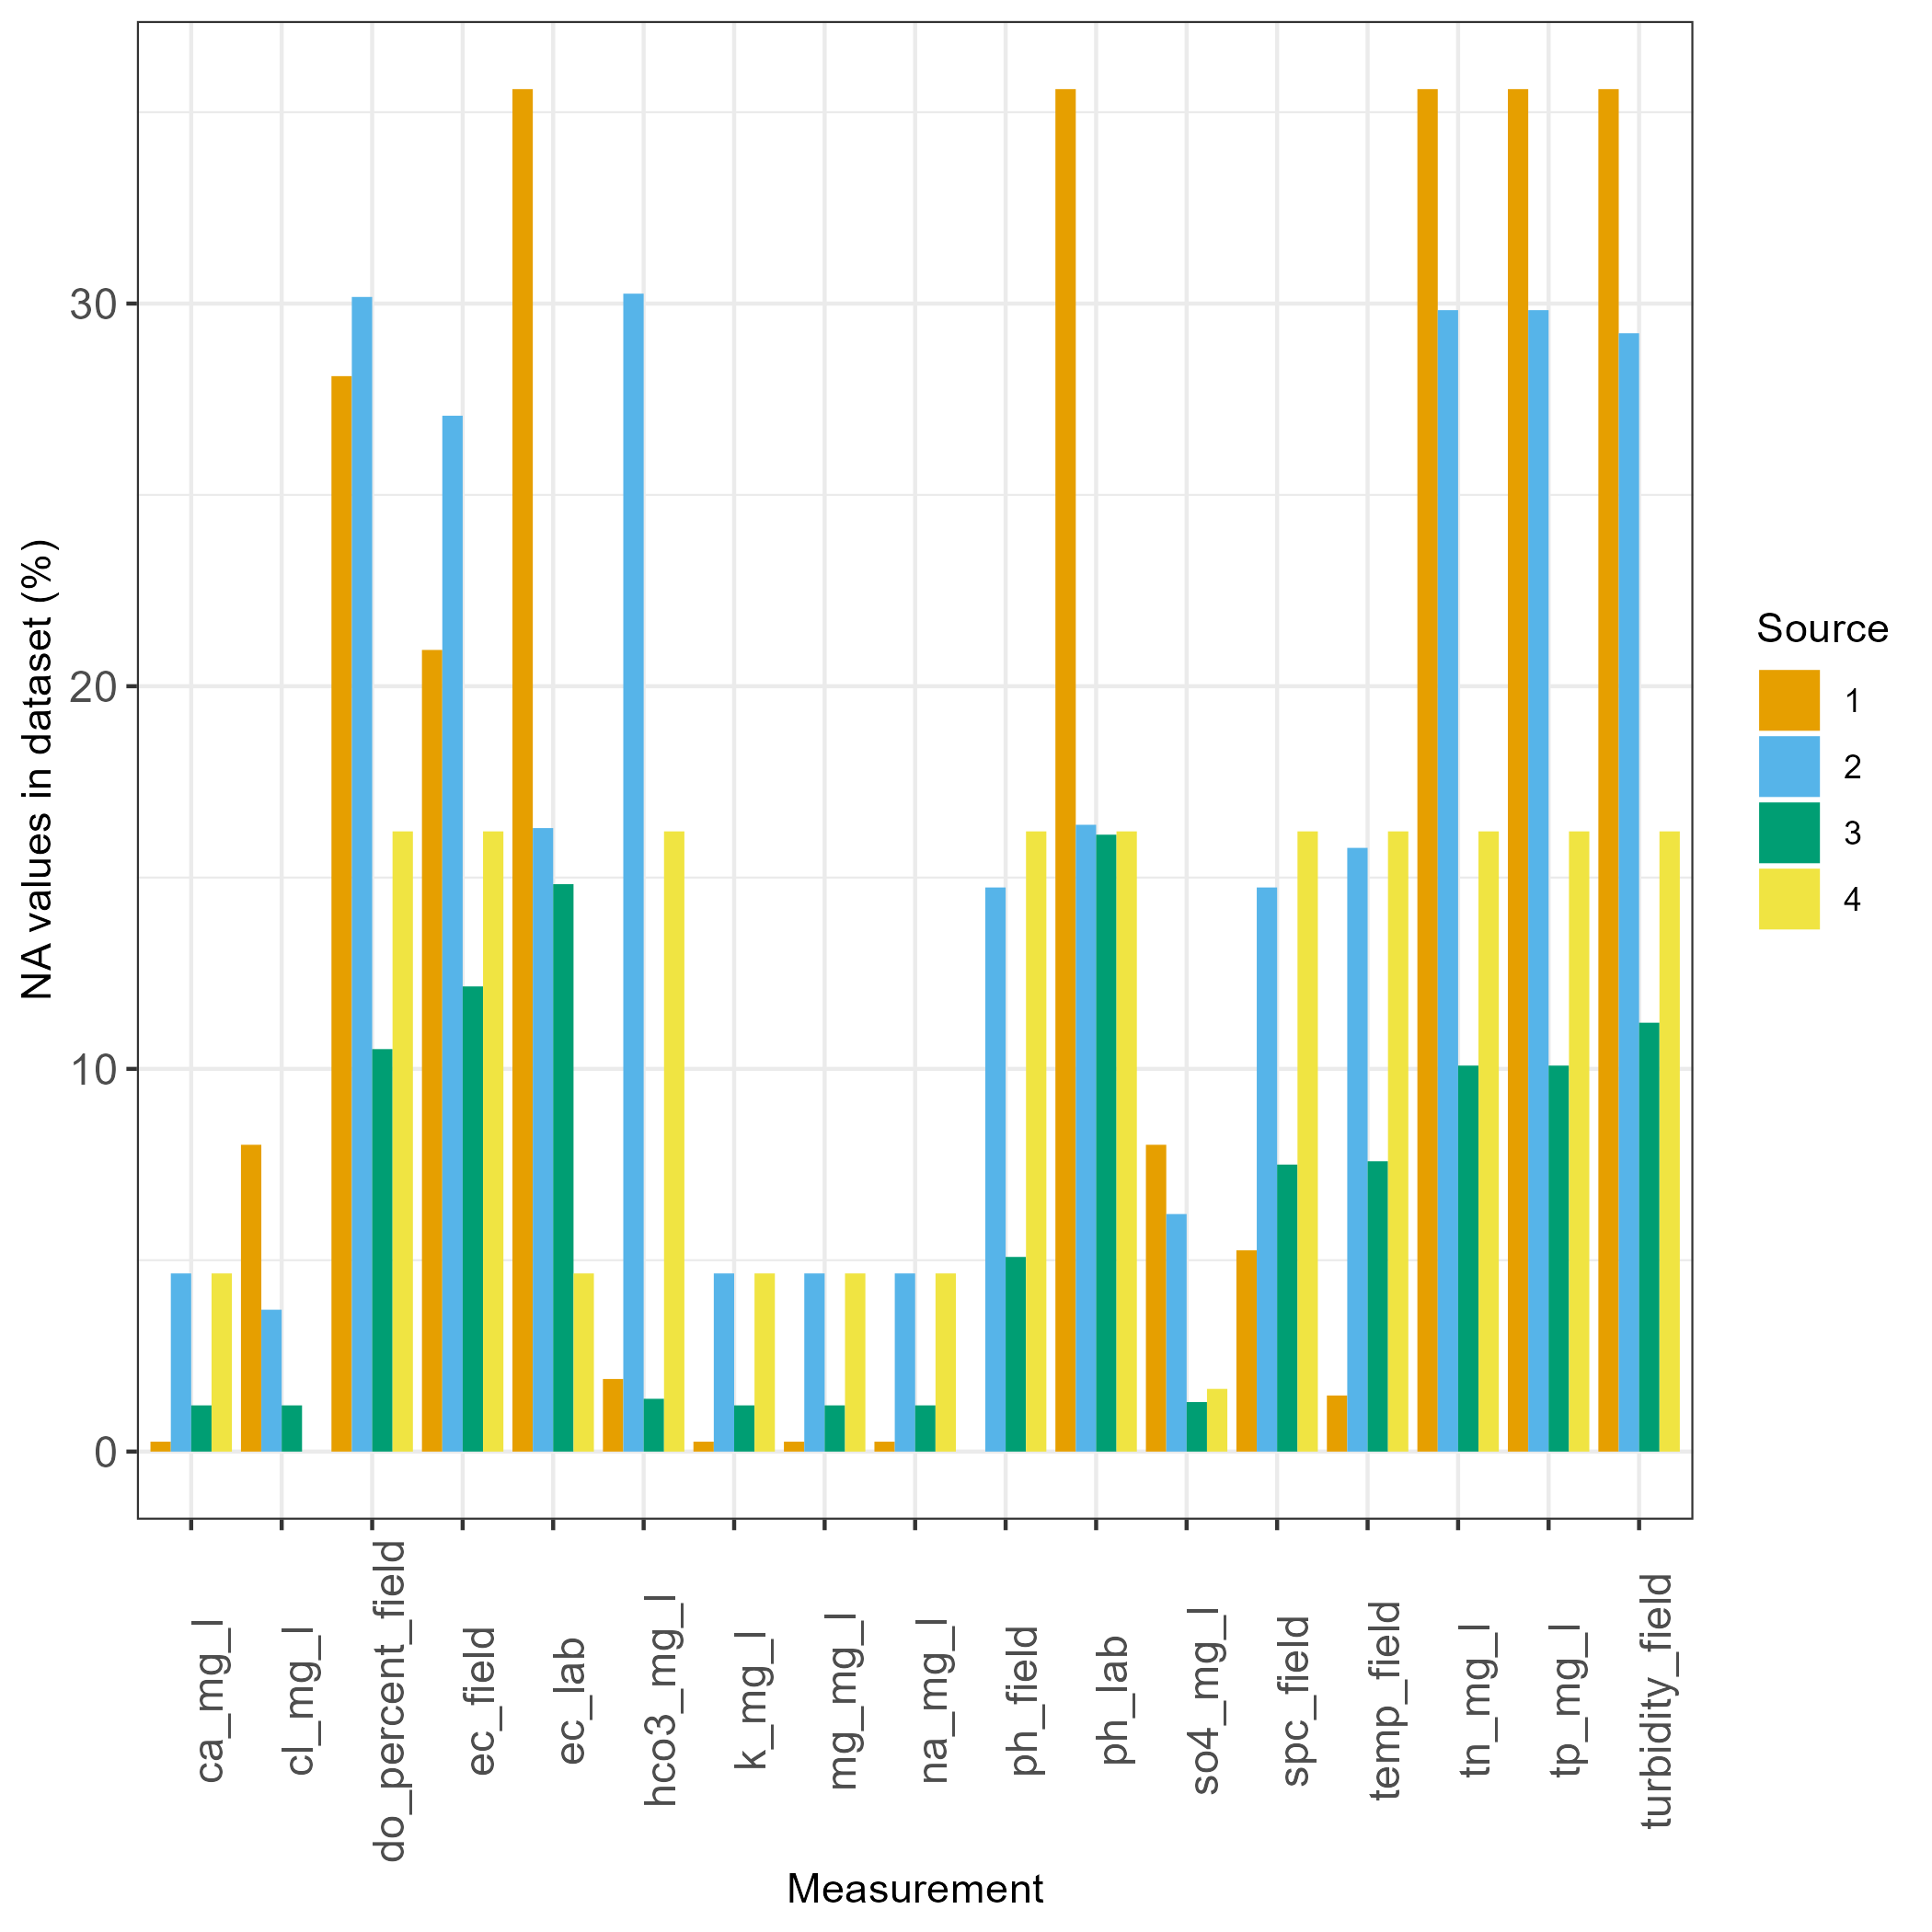 NA values in dataset (%)
30
20
10
0
ca_mg_l
cl_mg_l
do_percent_field
ec_field
ec_lab
hco3_mg_l
k_mg_l
mg_mg_l
na_mg_l
ph_field
ph_lab
so4_mg_l
spc_field
temp_field
tn_mg_l
tp_mg_l
turbidity_field
Measurement
Source
1
2
3
4